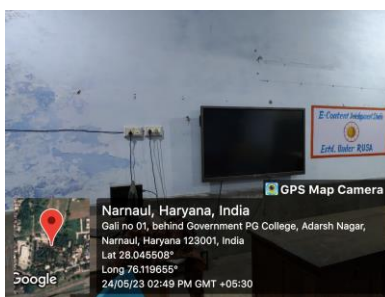 E-Content Development Studio
Estd. Under RUSA
GPS Map Camera
Narnaul, Haryana, India
Gali no 01, behind Government PG College, Adarsh Nagar,
Narnaul, Haryana 123001, India
Lat 28.045508°
Long 76.119655°
24/05/23 02:49 PM GMT +05:30
Google